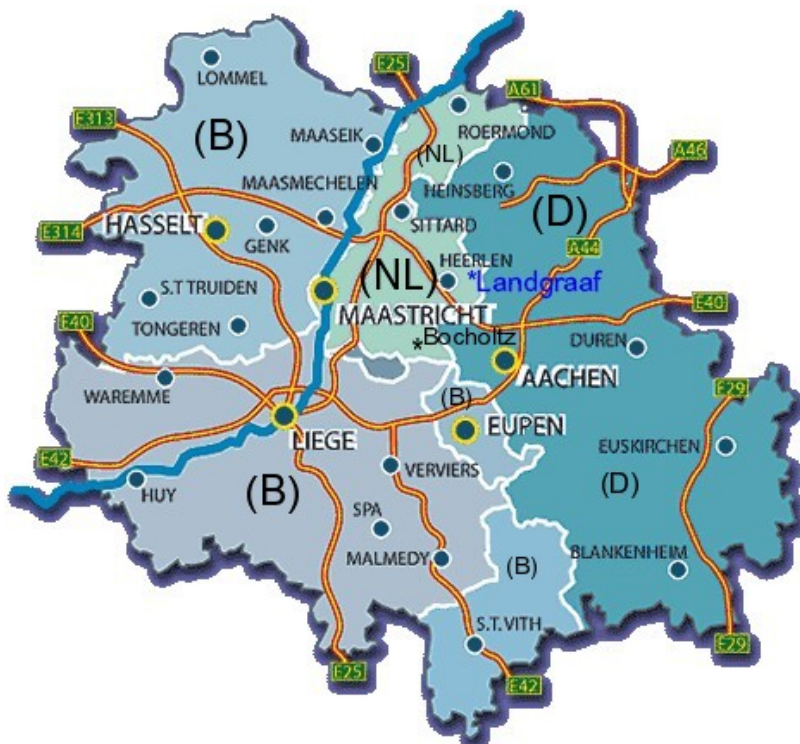 E25
A61
LOMMEL
E313
(B)
MAASEIK
ROERMOND
(NL)
A46
MAASMECHELEN
HEINSBERG
HASSELT
E314
GENK
SITTARD
(D)
A44
HEERLEN
(NL)
*Landgraaf
S.T TRUIDEN
E40
MAASTRICHT
E40
TONGEREN
*Bocholtz
DUREN
AACHEN
WAREMME
(B)
E29
LIEGE
EUPEN
EUSKIRCHEN
E42
HUY
(B)
VERVIERS
(D)
SPA
MALMEDY
(B)
BLANKENHEIM
S.T. VITH
E29
E25
E42